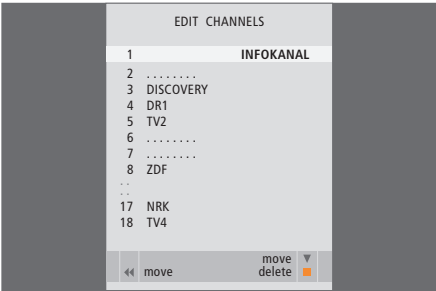 EDIT CHANNELS
1 INFOKANAL
2 ........
3 DISCOVERY
4 DR1
5 TV2
6 ........
7 ........
8 ZDF
..
..
17 NRK
18 TV4
move
move delete